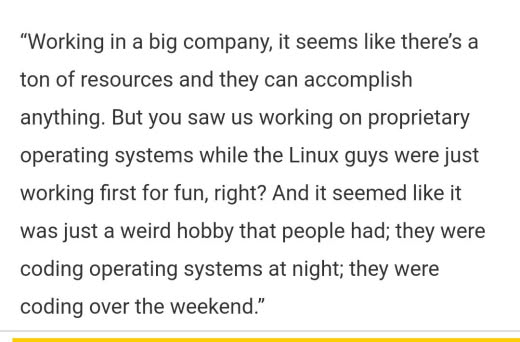 “Working in a big company, it seems like there’s a
ton of resources and they can accomplish
anything. But you saw us working on proprietary
operating systems while the Linux guys were just
working first for fun, right? And it seemed like it
was just a weird hobby that people had; they were
coding operating systems at night; they were
coding over the weekend.”